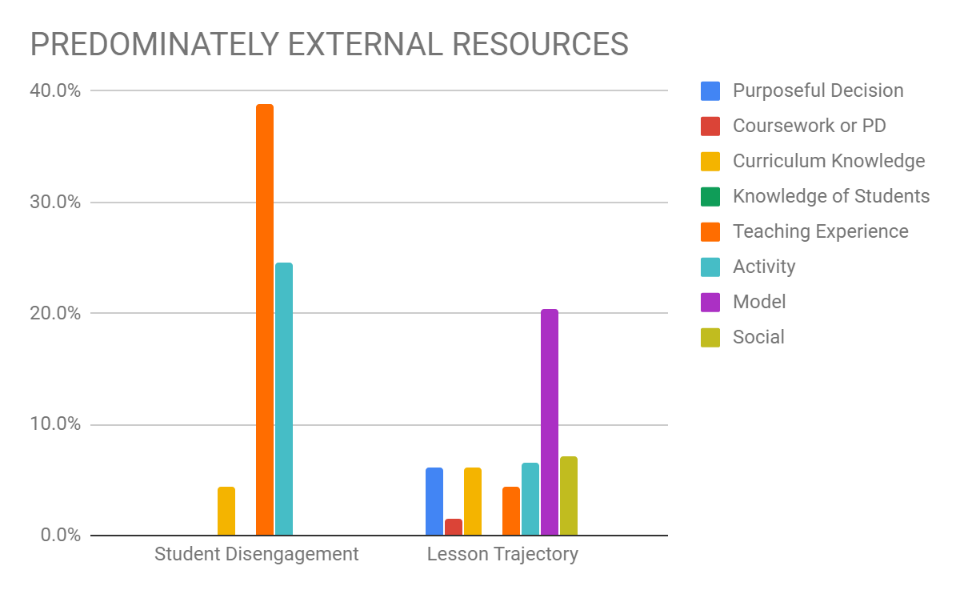 PREDOMINATELY EXTERNAL RESOURCES
40.0%
30.0%
20.0%
10.0%
0.0%
Student Disengagement
Lesson Trajectory
Purposeful Decision
Coursework or PD
Curriculum Knowledge
Knowledge of Students
Teaching Experience
Activity
Model
Social